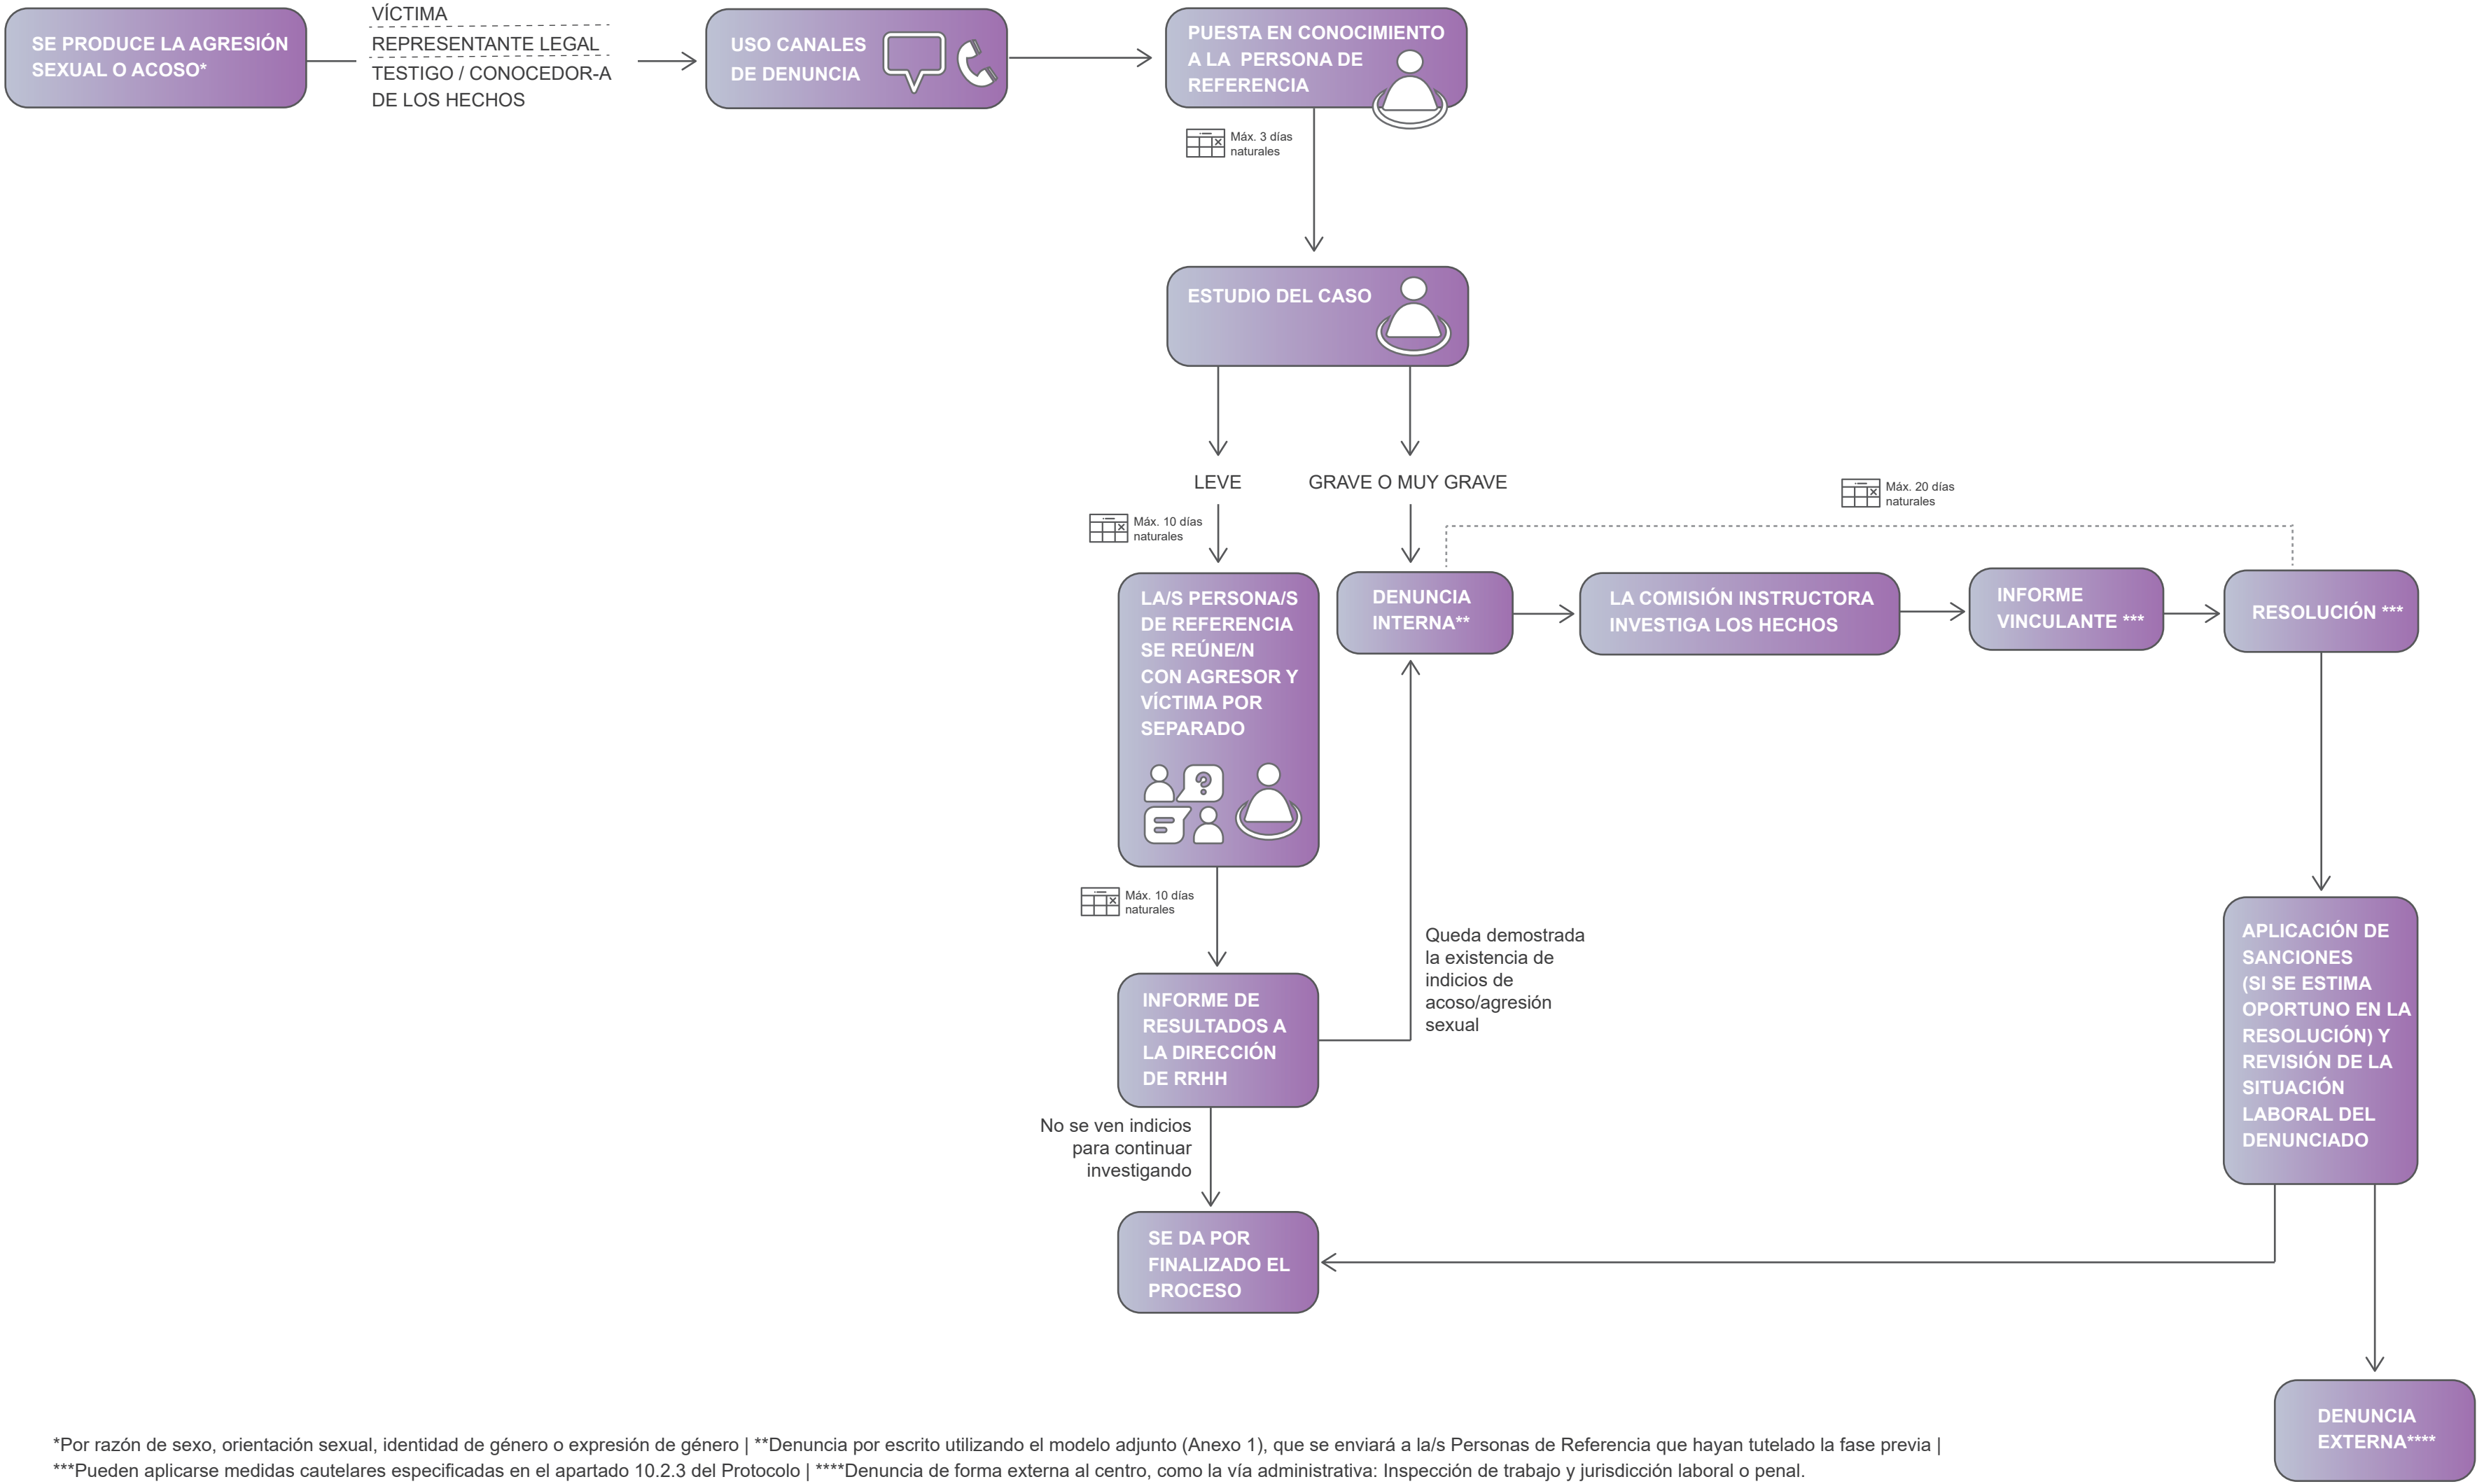 SE PRODUCE LA AGRESIÓN
SEXUAL O ACOSO*
VÍCTIMA
REPRESENTANTE LEGAL
TESTIGO / CONOCEDOR-A
DE LOS HECHOS
USO CANALES
DE DENUNCIA
PUESTA EN CONOCIMIENTO
A LA PERSONA DE
REFERENCIA
Máx. 3 días
naturales
ESTUDIO DEL CASO
LEVE
GRAVE O MUY GRAVE
Máx. 10 días
naturales
Máx. 20 días
naturales
LA/S PERSONA/S
DE REFERENCIA
SE REÚNE/N
CON AGRESOR Y
VÍCTIMA POR
SEPARADO
?
DENUNCIA
INTERNA**
LA COMISIÓN INSTRUCTORA
INVESTIGA LOS HECHOS
INFORME
VINCULANTE ***
RESOLUCIÓN ***
Máx. 10 días
naturales
Queda demostrada
la existencia de
indicios de
acoso/agresión
sexual
INFORME DE
RESULTADOS A
LA DIRECCIÓN
DE RRHH
APLICACIÓN DE
SANCIONES
(SI SE ESTIMA
OPORTUNO EN LA
RESOLUCIÓN) Y
REVISIÓN DE LA
SITUACIÓN
LABORAL DEL
DENUNCIADO
No se ven indicios
para continuar
investigando
SE DA POR
FINALIZADO EL
PROCESO
DENUNCIA
EXTERNA****
*Por razón de sexo, orientación sexual, identidad de género o expresión de género | **Denuncia por escrito utilizando el modelo adjunto (Anexo 1), que se enviará a la/s Personas de Referencia que hayan tutelado la fase previa |
***Pueden aplicarse medidas cautelares especificadas en el apartado 10.2.3 del Protocolo | ****Denuncia de forma externa al centro, como la vía administrativa: Inspección de trabajo y jurisdicción laboral o penal.